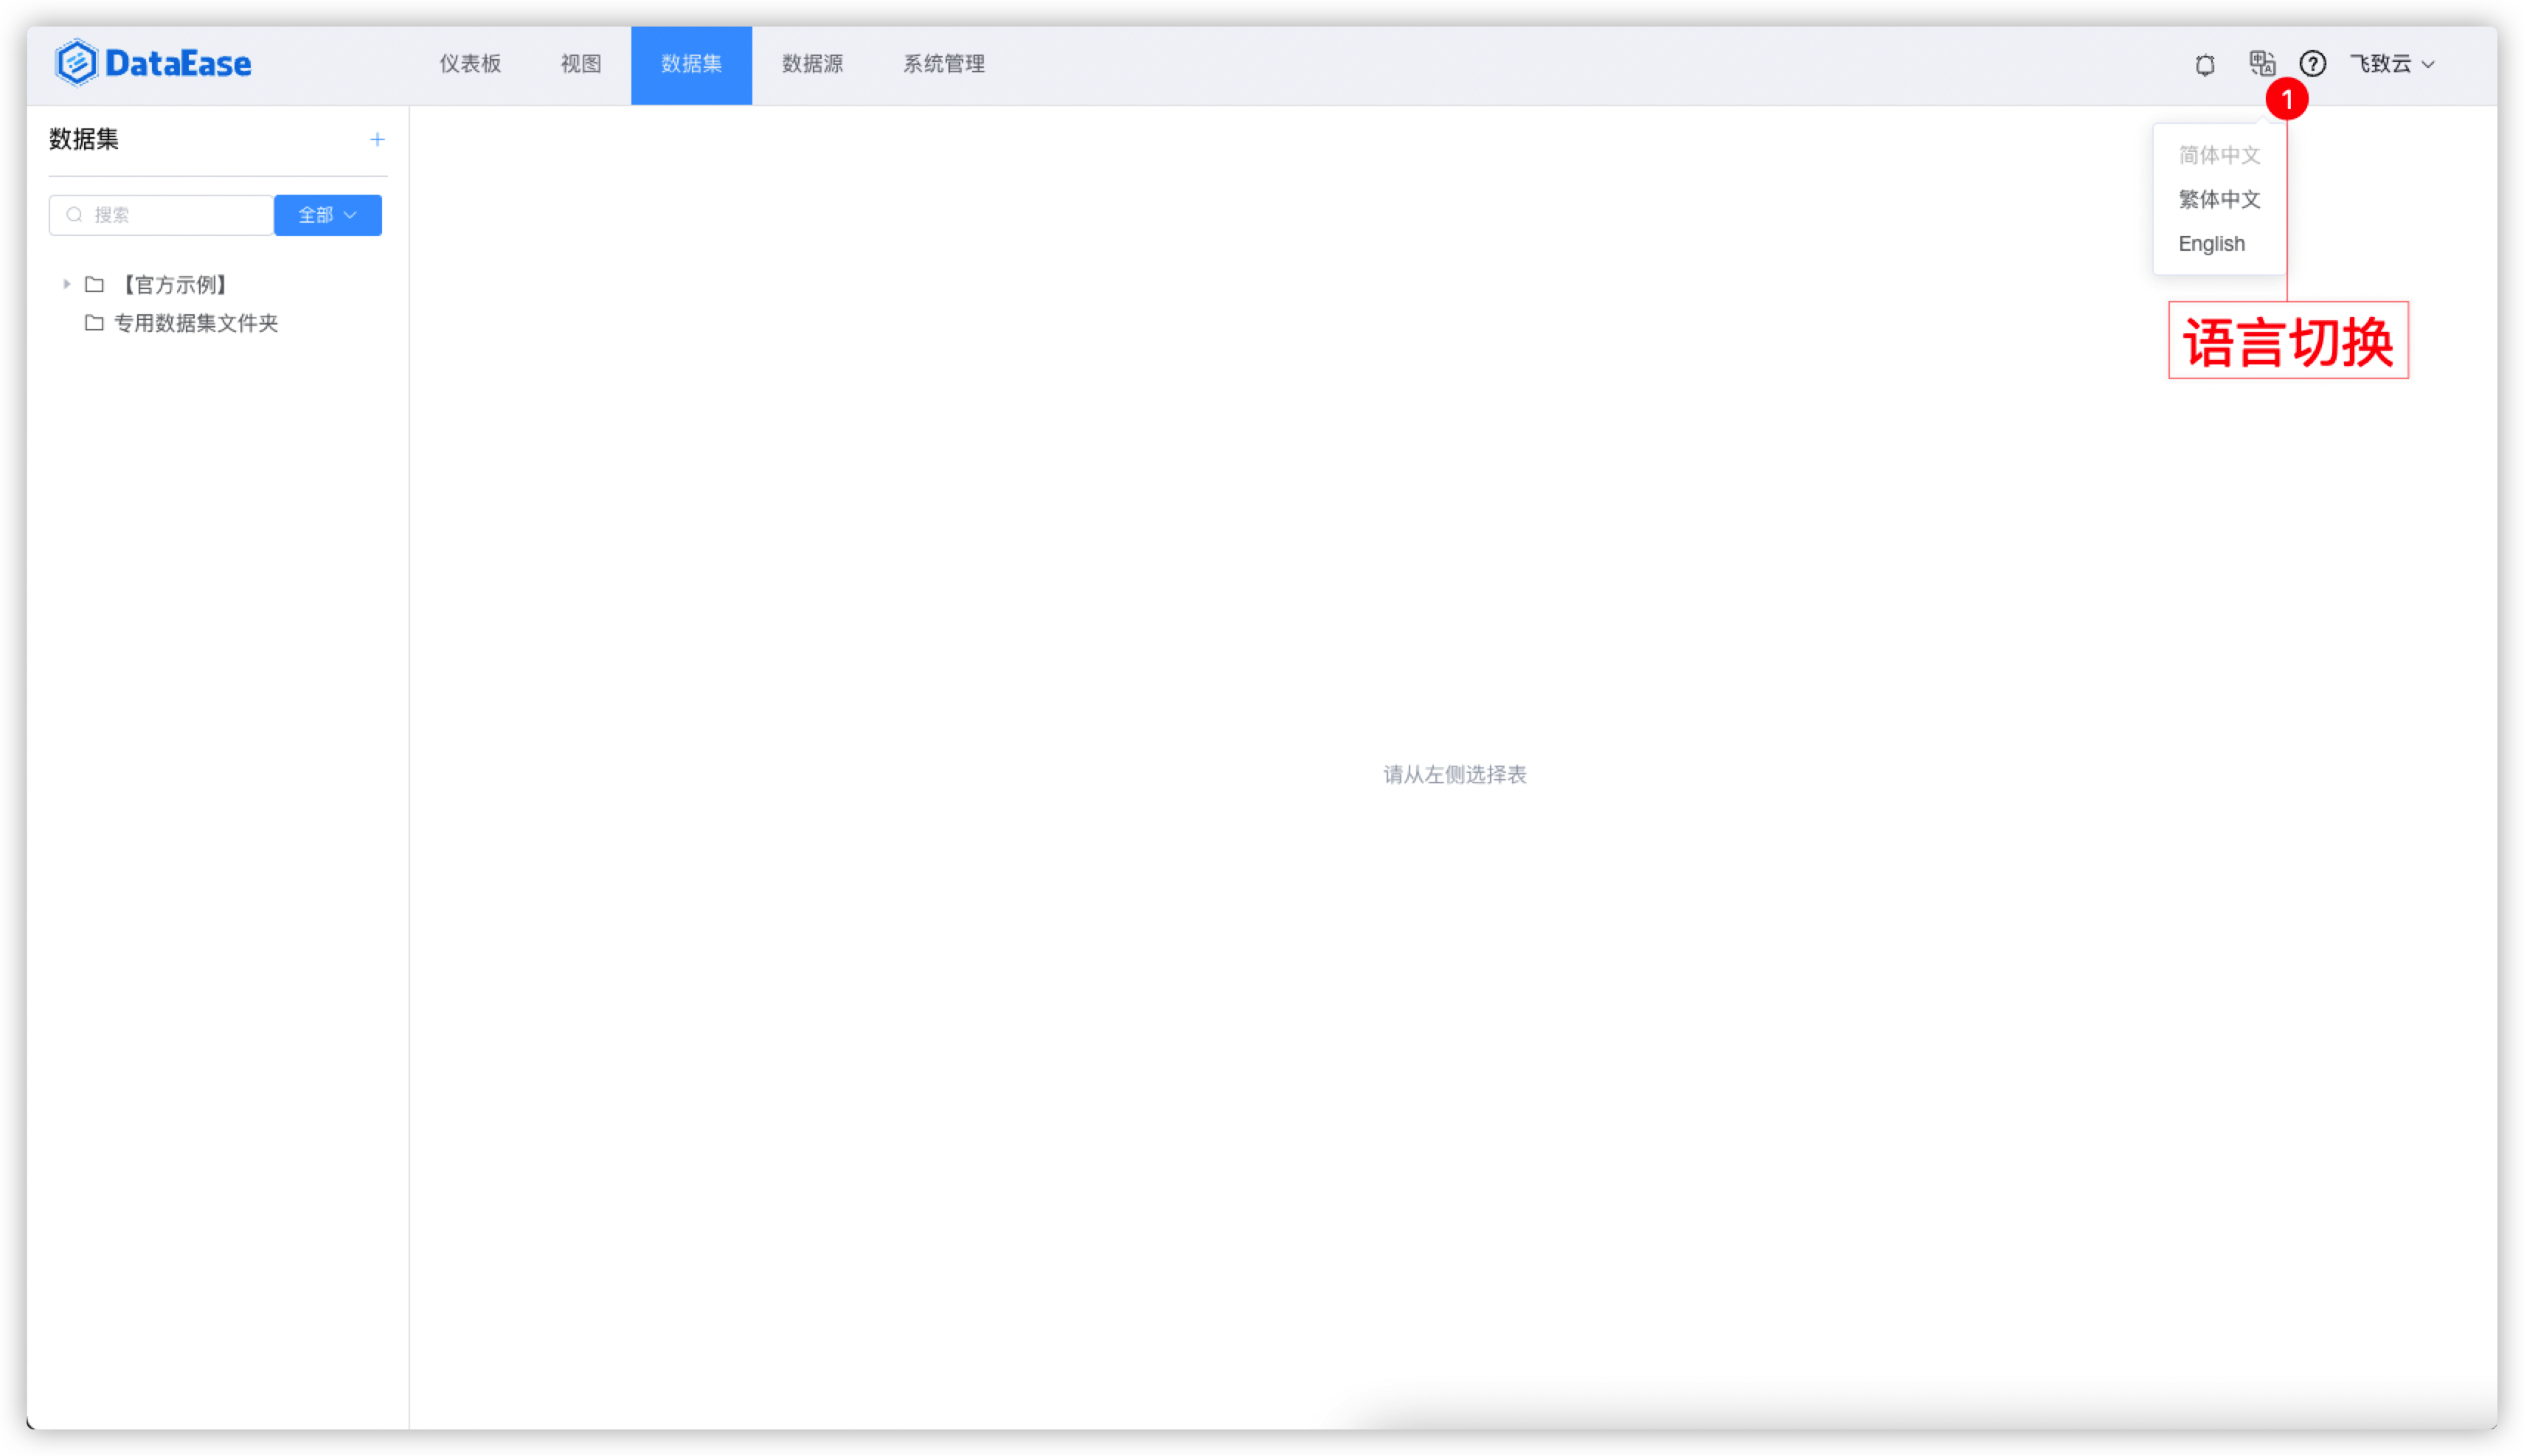 DataEase 仪表板 视图 数据集 数据源 系统管理 飞致云
1
数据集
简体中文
繁体中文
English
搜索 全部
【官方示例】
专用数据集文件夹
语言切换
请从左侧选择表